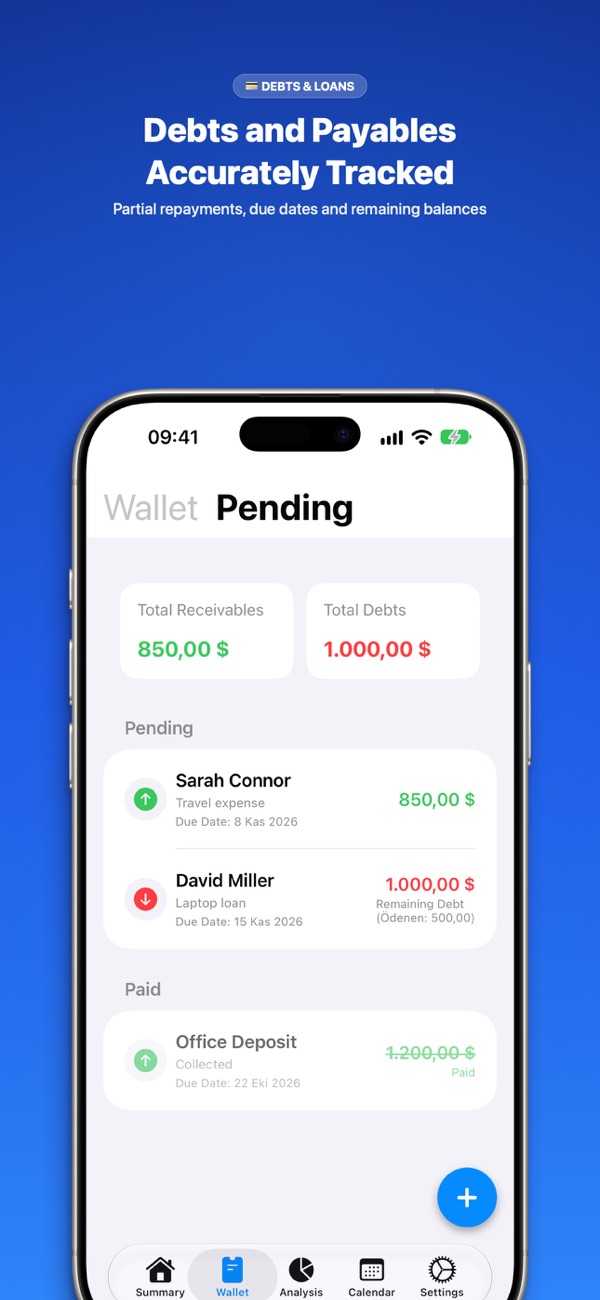 💳 DEBTS & LOANS
Debts and Payables
Accurately Tracked
Partial repayments, due dates and remaining balances
09:41
Wallet Pending
Total Receivables
850,00 $
Total Debts
1.000,00 $
Pending
Sarah Connor
Travel expense
Due Date: 8 Kas 2026
850,00 $
David Miller
Laptop loan
Due Date: 15 Kas 2026
1.000,00 $
Remaining Debt
(Ödenen: 500,00)
Paid
Office Deposit
Collected
Due Date: 22 Eki 2026
1.200,00 $
Paid
Summary
Wallet
Analysis
Calendar
Settings